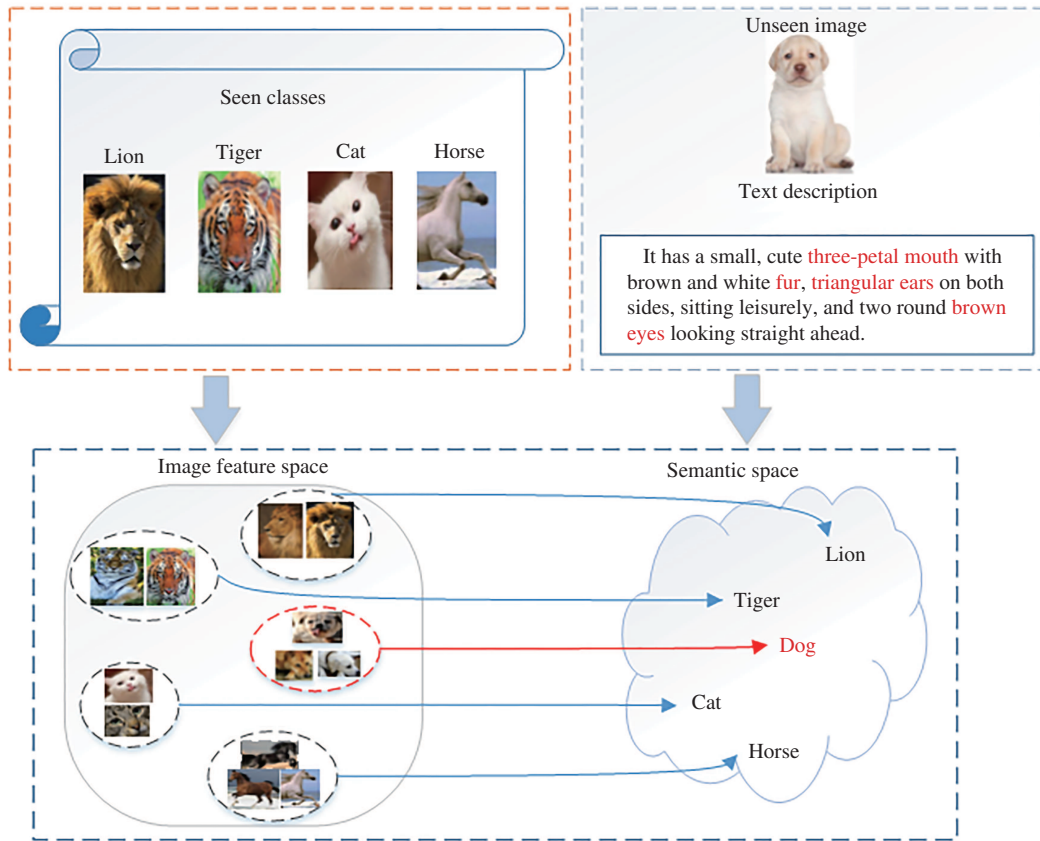 Seen classes
Lion
Tiger
Cat
Horse
Unseen image
Text description
It has a small, cute three-petal mouth with
brown and white fur, triangular ears on both
sides, sitting leisurely, and two round brown
eyes looking straight ahead.
Image feature space
Semantic space
Lion
Tiger
Dog
Cat
Horse